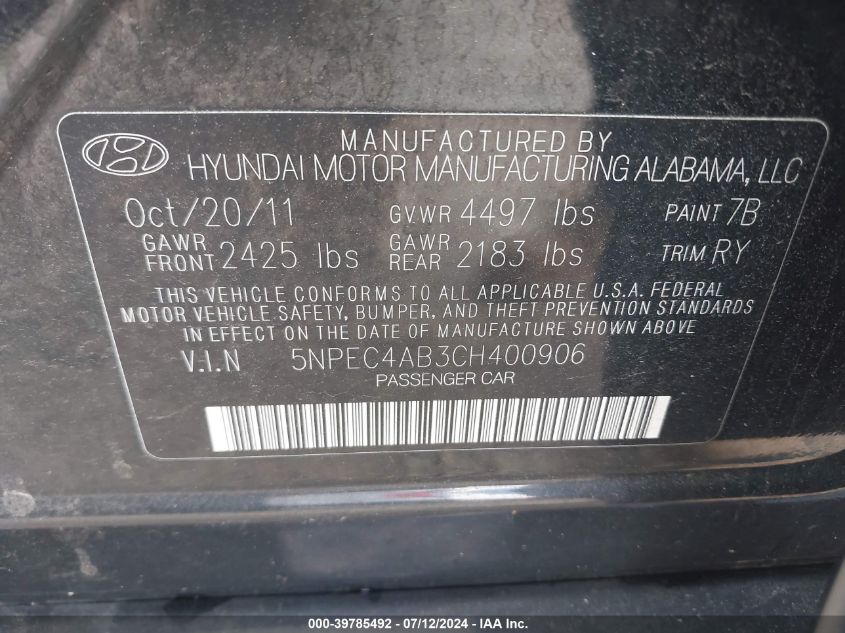 MANUFACTURED BY
HYUNDAI MOTOR MANUFACTURING ALABAMA, LLC
Oct/20/11 GVWR 4497 lbs PAINT 7B
GAWR FRONT 2425 lbs GAWR REAR 2183 lbs TRIM RY
THIS VEHICLE CONFORMS TO ALL APPLICABLE U.S.A. FEDERAL
MOTOR VEHICLE SAFETY, BUMPER, AND THEFT PREVENTION STANDARDS
IN EFFECT ON THE DATE OF MANUFACTURE SHOWN ABOVE
V.I.N 5NPEC4AB3CH400906
PASSENGER CAR
000-39785492 - 07/12/2024 - IAA Inc.